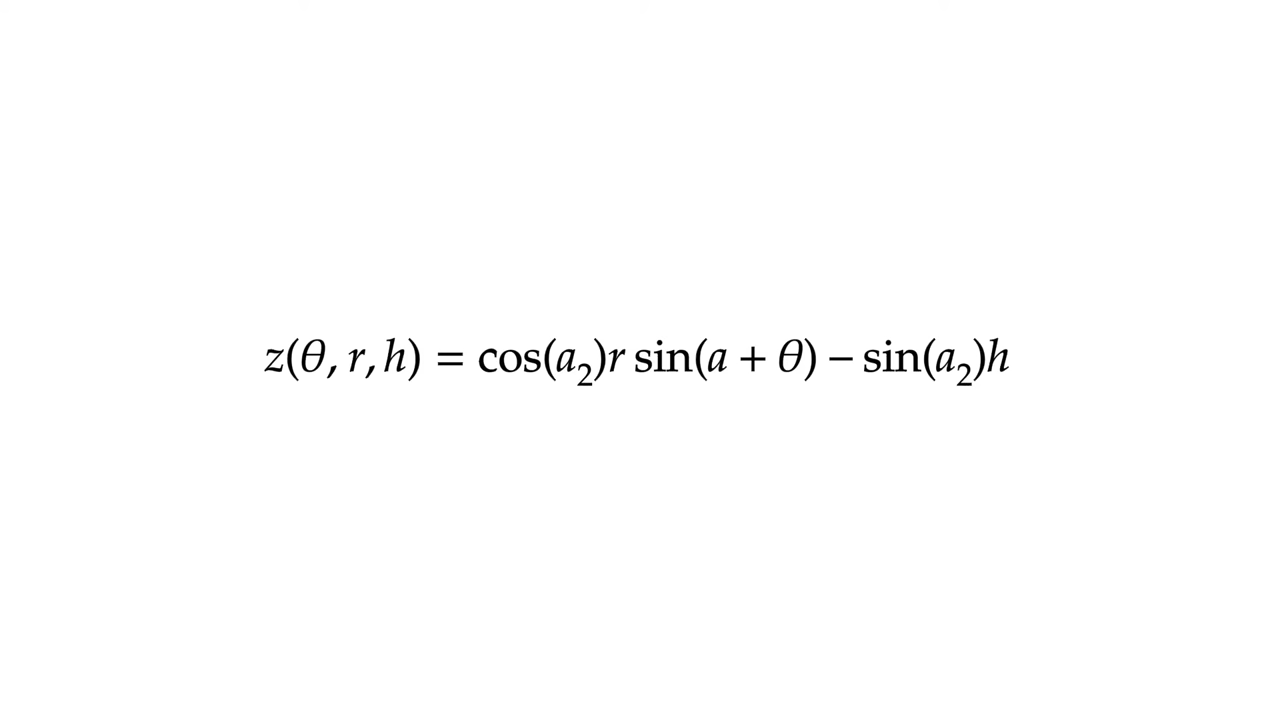 z(θ, r, h) = cos(a₂)r sin(a + θ) − sin(a₂)h